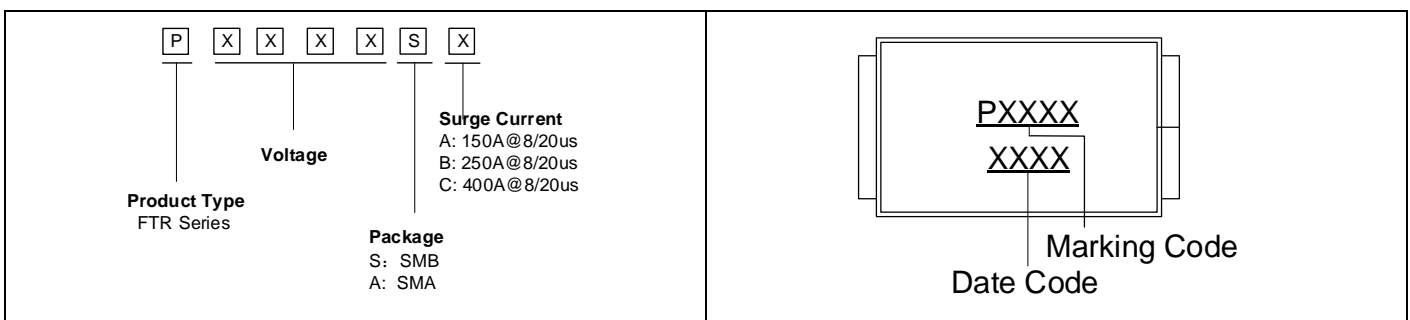 P X X X X S X
Surge Current
A: 150A@8/20us
B: 250A@8/20us
C: 400A@8/20us
Voltage
Product Type
FTR Series
Package
S：SMB
A: SMA
PXXXX
XXXX
Marking Code
Date Code